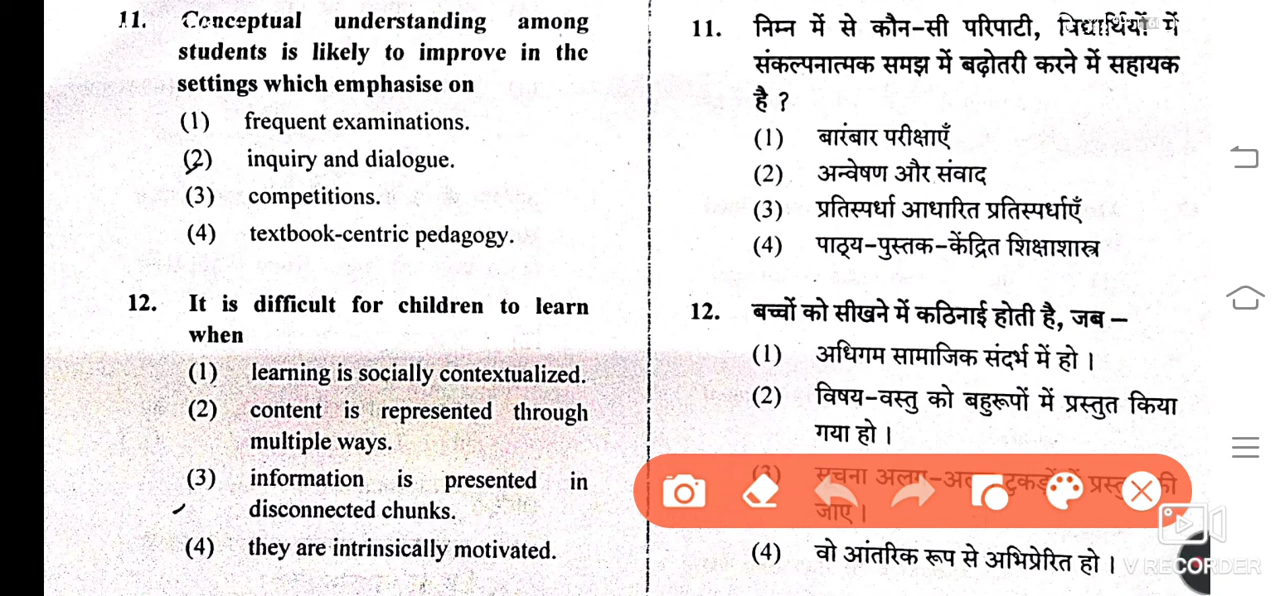 11. Conceptual understanding among
students is likely to improve in the
settings which emphasise on
(1) frequent examinations.
(2) inquiry and dialogue.
(3) competitions.
(4) textbook-centric pedagogy.
12. It is difficult for children to learn
when
(1) learning is socially contextualized.
(2) content is represented through
multiple ways.
(3) information is presented in
disconnected chunks.
(4) they are intrinsically motivated.
11. निम्न में से कौन-सी परिपाटी, विद्यार्थियों में
संकल्पनात्मक समझ में बढ़ोतरी करने में सहायक
है ?
(1) बारंबार परीक्षाएँ
(2) अन्वेषण और संवाद
(3) प्रतिस्पर्धा आधारित प्रतिस्पर्धाएँ
(4) पाठ्य-पुस्तक-केंद्रित शिक्षाशास्त्र
12. बच्चों को सीखने में कठिनाई होती है, जब –
(1) अधिगम सामाजिक संदर्भ में हो ।
(2) विषय-वस्तु को बहुरूपों में प्रस्तुत किया
गया हो ।
(3) सूचना अलग-
जाए ।
(4) वो आंतरिक रूप से अभिप्रेरित हो ।
V RECORDER